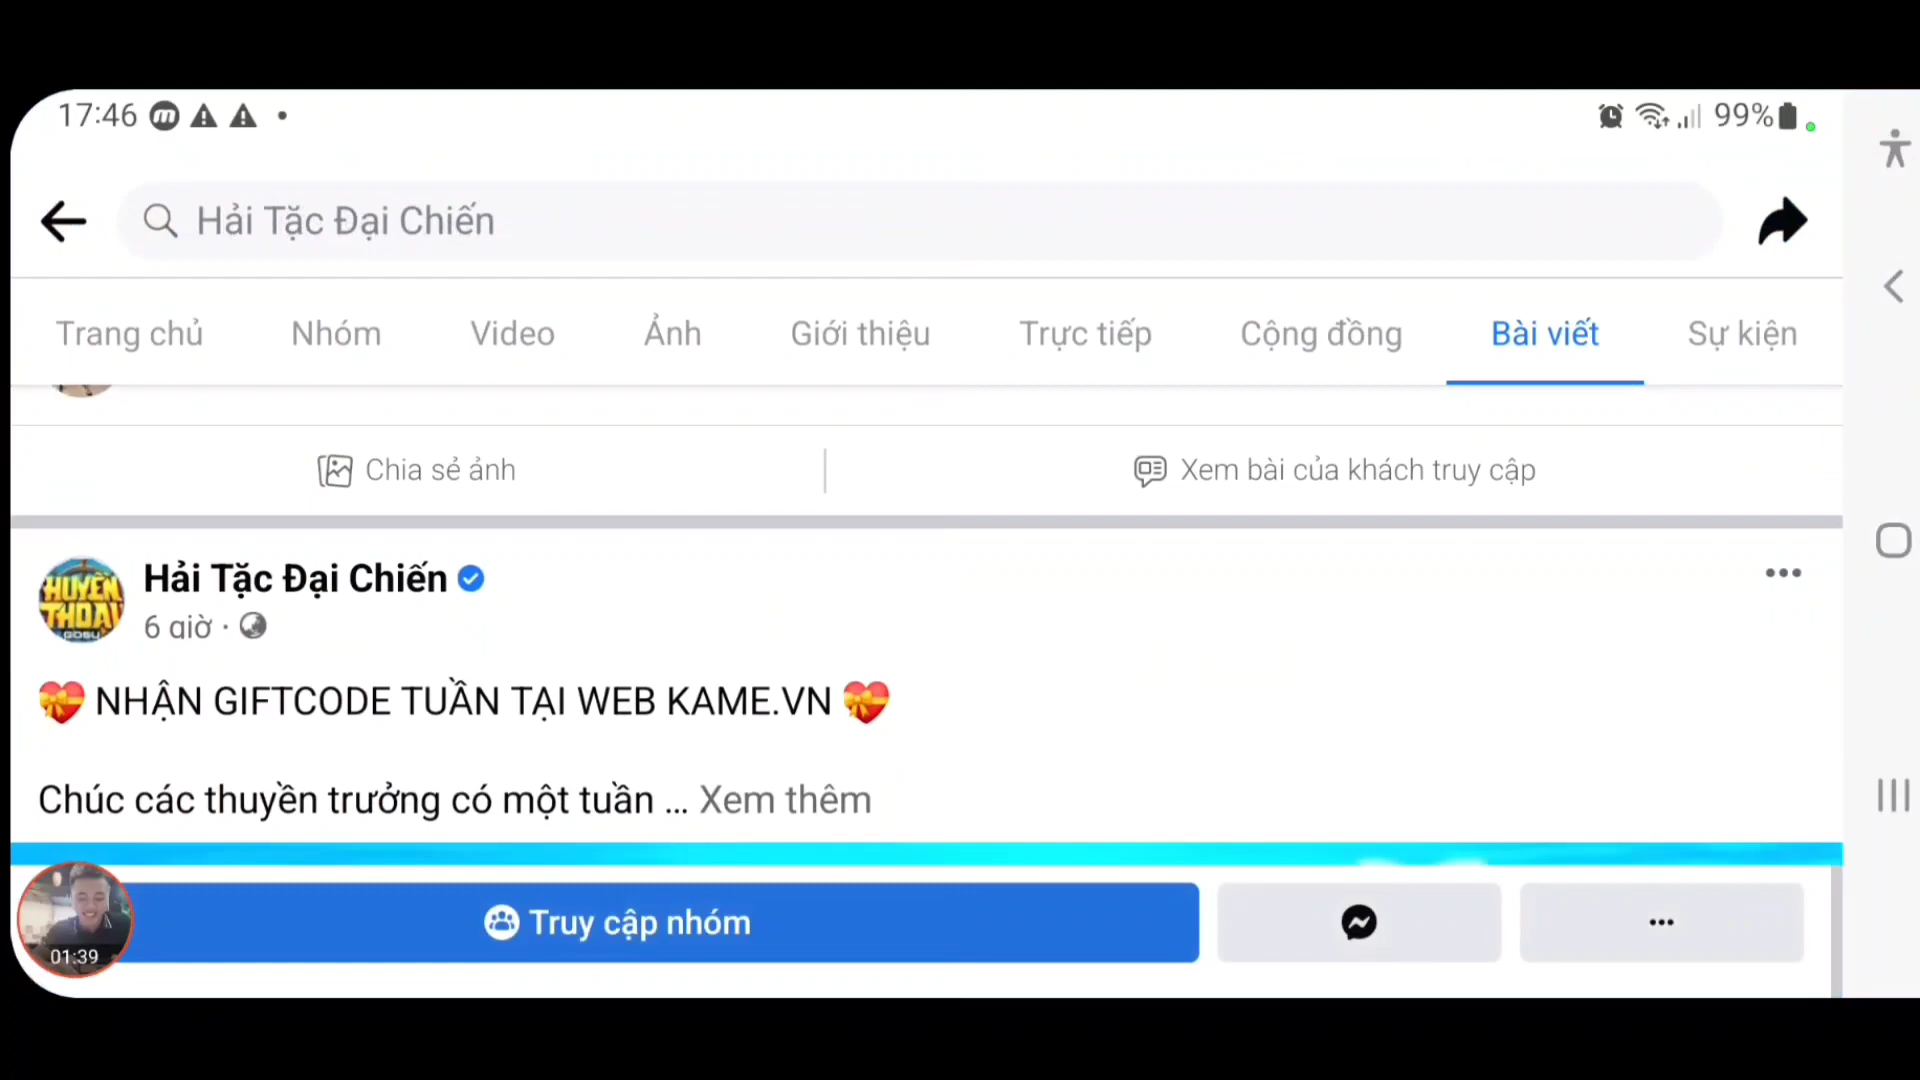 17:46
99%
Hải Tặc Đại Chiến
Trang chủ
Nhóm
Video
Ảnh
Giới thiệu
Trực tiếp
Cộng đồng
Bài viết
Sự kiện
Chia sẻ ảnh
Xem bài của khách truy cập
HUYỀN
THOẠI
GOSU
Hải Tặc Đại Chiến
6 giờ ·
NHẬN GIFTCODE TUẦN TẠI WEB KAME.VN
Chúc các thuyền trưởng có một tuần ... Xem thêm
Truy cập nhóm
01:39